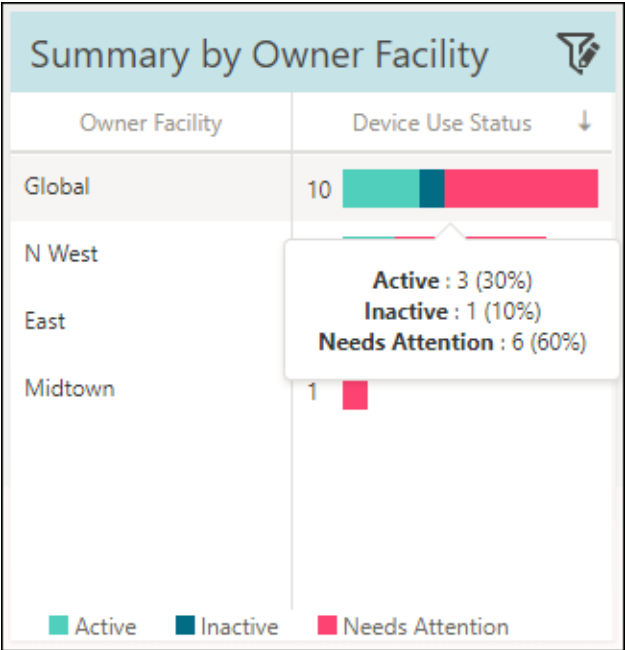 Summary by Owner Facility
Owner Facility Device Use Status ↓
Global 10
N West
Active : 3 (30%)
Inactive : 1 (10%)
East
Needs Attention : 6 (60%)
Midtown 1
Active Inactive Needs Attention